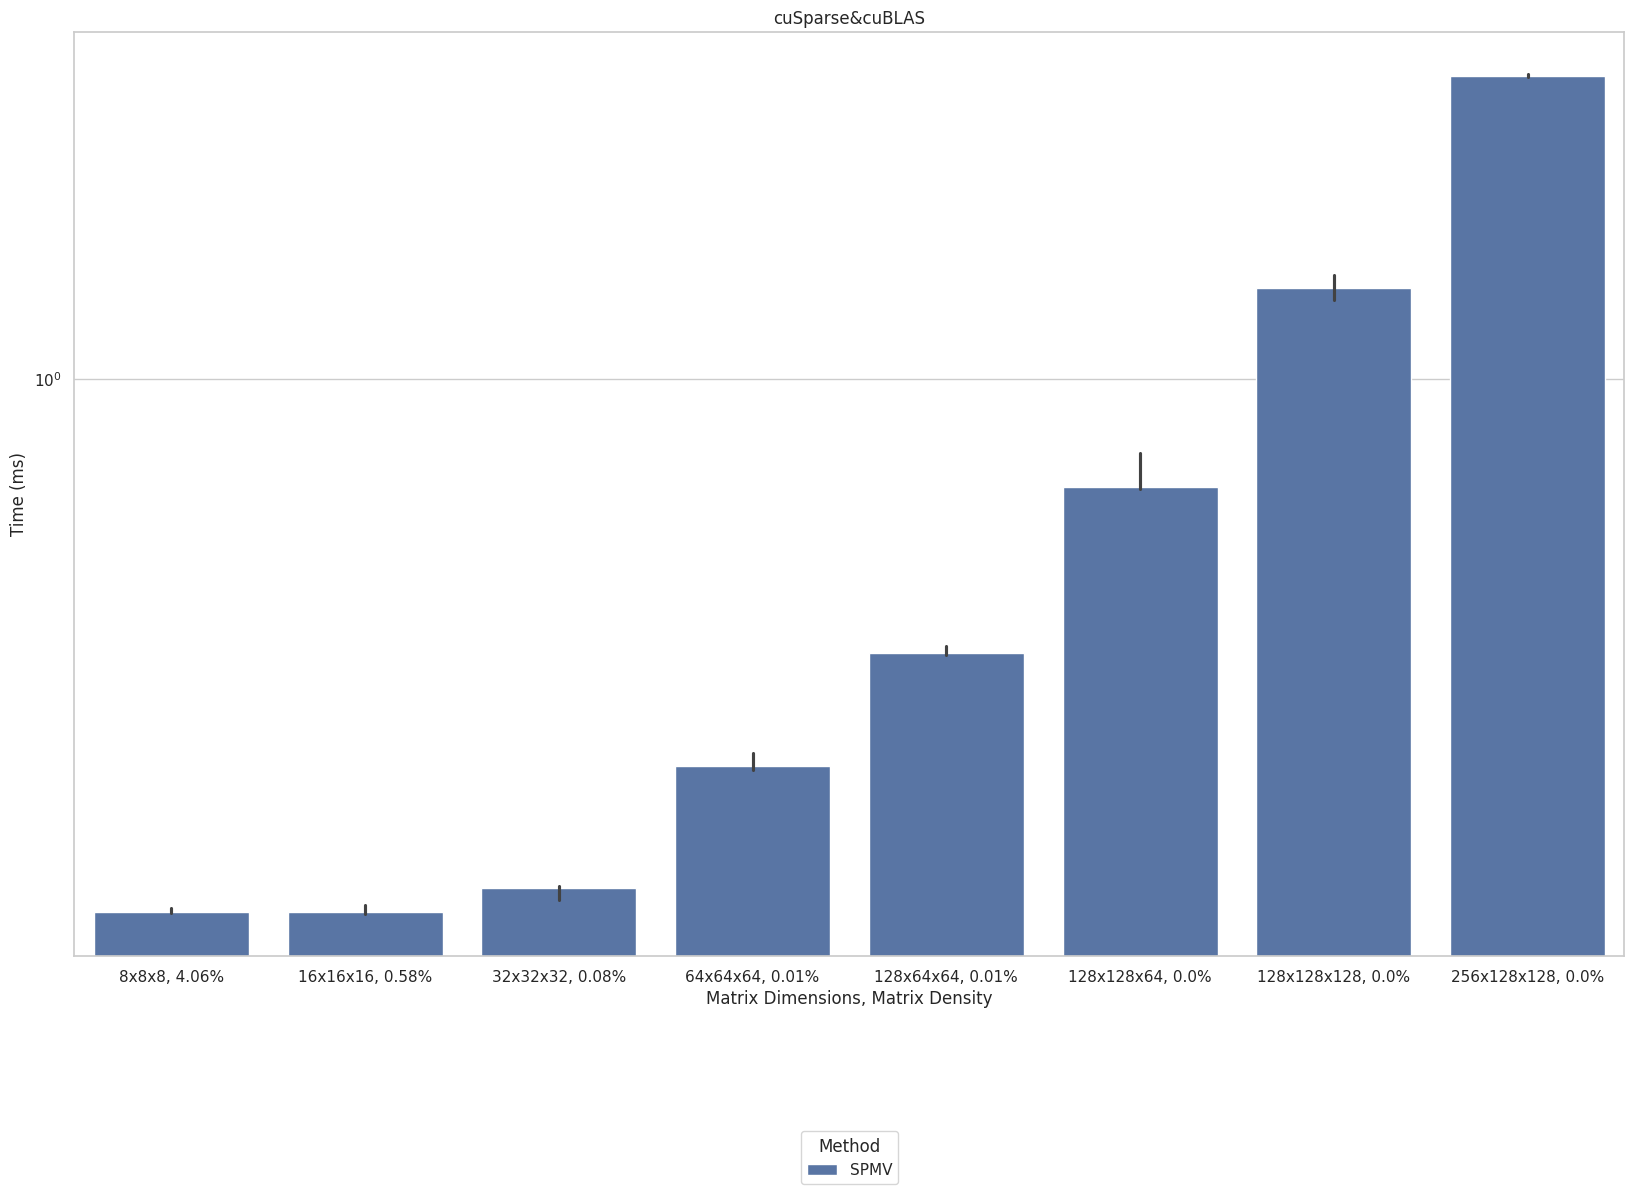 cuSparse&cuBLAS
10⁰
Time (ms)
8x8x8, 4.06%
16x16x16, 0.58%
32x32x32, 0.08%
64x64x64, 0.01%
128x64x64, 0.01%
128x128x64, 0.0%
128x128x128, 0.0%
256x128x128, 0.0%
Matrix Dimensions, Matrix Density
Method
SPMV